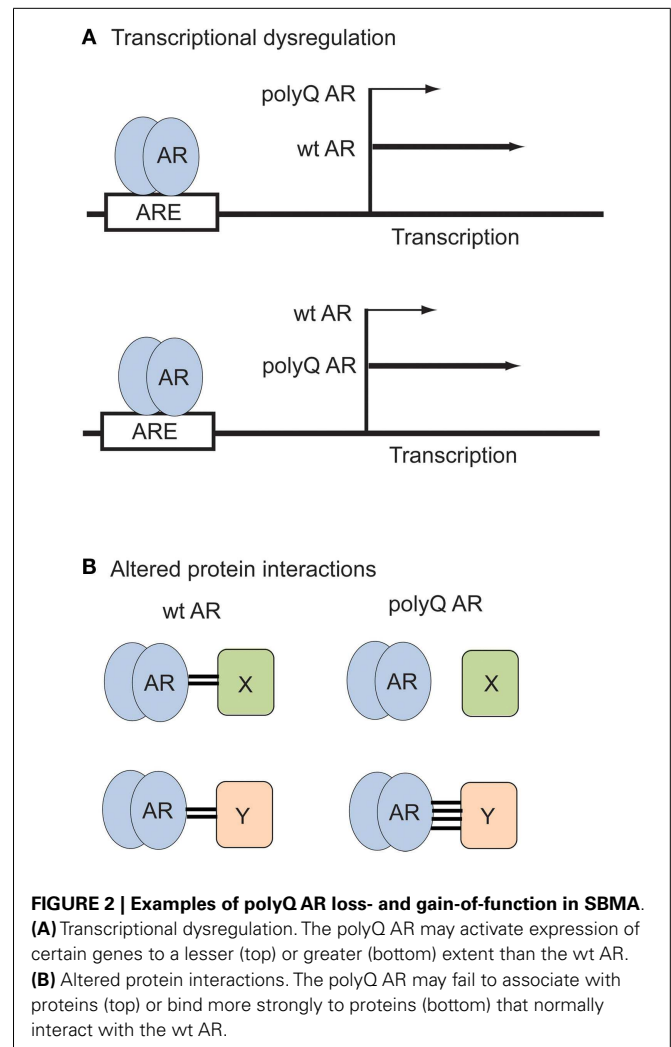 A Transcriptional dysregulation
polyQ AR
wt AR
AR
ARE
Transcription
wt AR
polyQ AR
AR
ARE
Transcription
B Altered protein interactions
wt AR polyQ AR
AR X AR X
AR Y AR Y
FIGURE 2 | Examples of polyQ AR loss- and gain-of-function in SBMA.
(A) Transcriptional dysregulation. The polyQ AR may activate expression of
certain genes to a lesser (top) or greater (bottom) extent than the wt AR.
(B) Altered protein interactions. The polyQ AR may fail to associate with
proteins (top) or bind more strongly to proteins (bottom) that normally
interact with the wt AR.